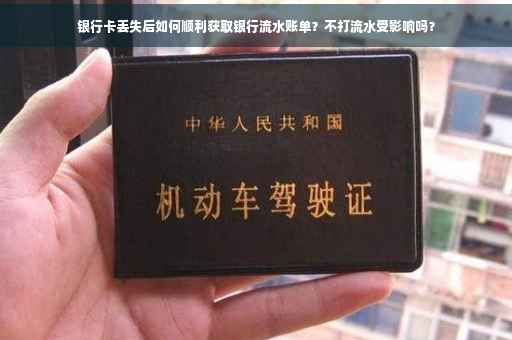 银行卡丢失后如何顺利获取银行流水账单？不打流水受影响吗？
中华人民共和国
机动车驾驶证